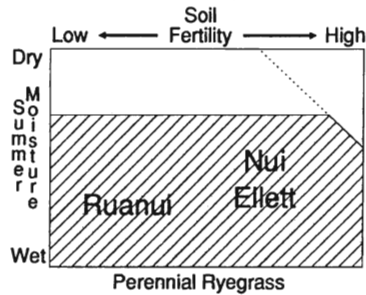 Soil
Low Fertility High
Dry
Summer
Moisture
Nui
Ellett
Ruanui
Wet
Perennial Ryegrass